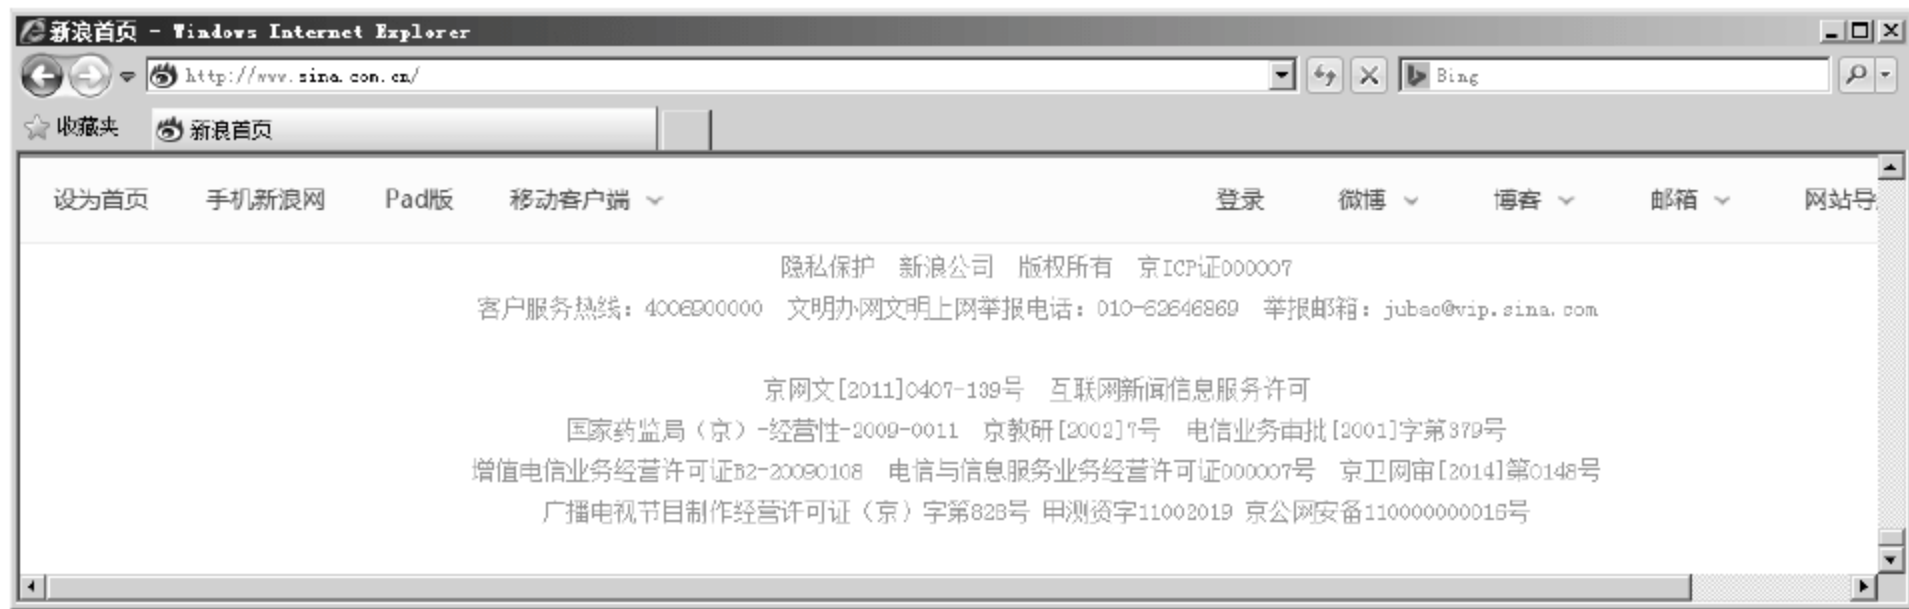 新浪首页 - Windows Internet Explorer
http://www.sina.com.cn/ Bing
收藏夹 新浪首页
设为首页 手机新浪网 Pad版 移动客户端 登录 微博 博客 邮箱 网站导
隐私保护 新浪公司 版权所有 京ICP证000007
客户服务热线：4006900000 文明办网文明上网举报电话：010-62646869 举报邮箱：jubao@vip.sina.com
京网文[2011]0407-139号 互联网新闻信息服务许可
国家药监局（京）-经营性-2009-0011 京教研[2002]7号 电信业务审批[2001]字第379号
增值电信业务经营许可证B2-20090108 电信与信息服务业务经营许可证000007号 京卫网审[2014]第0148号
广播电视节目制作经营许可证（京）字第828号 甲测资字11002019 京公网安备110000000016号